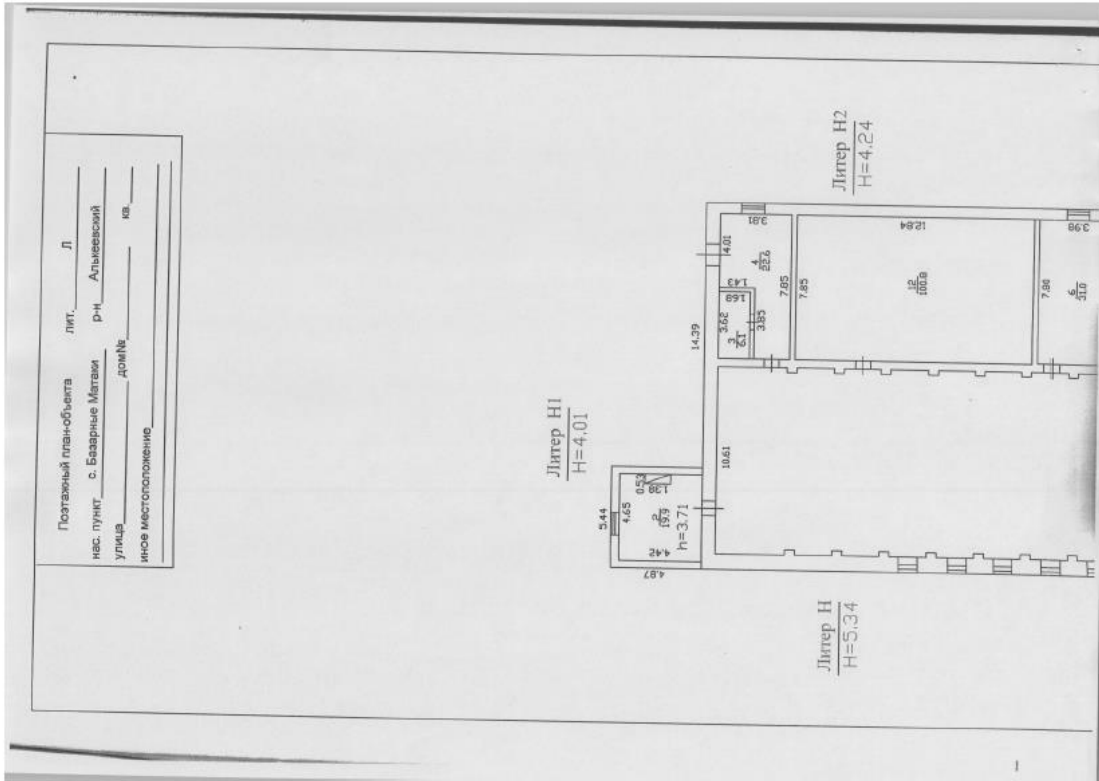 Поэтажный план-объекта лит. Л
нас. пункт с. Базарные Матаки р-н Алькеевский
улица дом№ кв.
иное местоположение
Литер Н2
H=4.24
Литер Н1
H=4.01
Литер Н
H=5.34
14.39
3.81
4.01
4
22.6
1.43
1.68
3.62
3
6.1
3.85
7.85
7.85
12.84
12
100.8
3.98
7.90
6
31.0
10.61
5.44
4.65
0.53
1.38
2
19.9
h=3.71
4.42
4.87
1